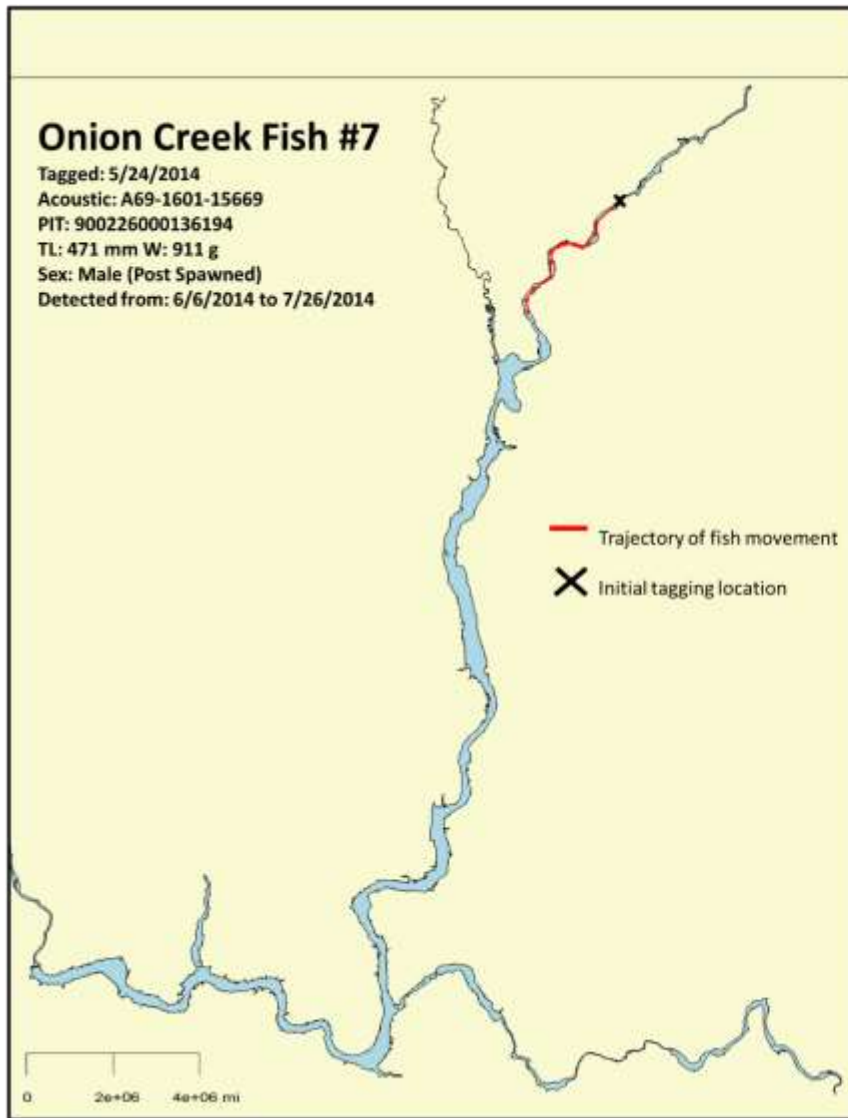 Onion Creek Fish #7
Tagged: 5/24/2014
Acoustic: A69-1601-15669
PIT: 900226000136194
TL: 471 mm W: 911 g
Sex: Male (Post Spawned)
Detected from: 6/6/2014 to 7/26/2014
Trajectory of fish movement
Initial tagging location
0 2e+06 4e+06 mi